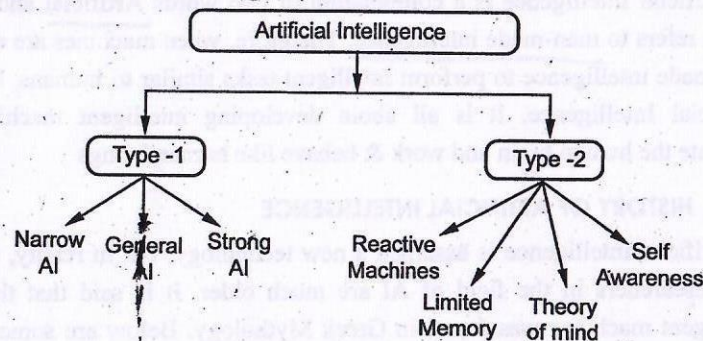 Artificial Intelligence
Type-1
Type-2
Narrow
AI
General
AI
Strong
AI
Reactive
Machines
Limited
Memory
Theory
of mind
Self
Awareness